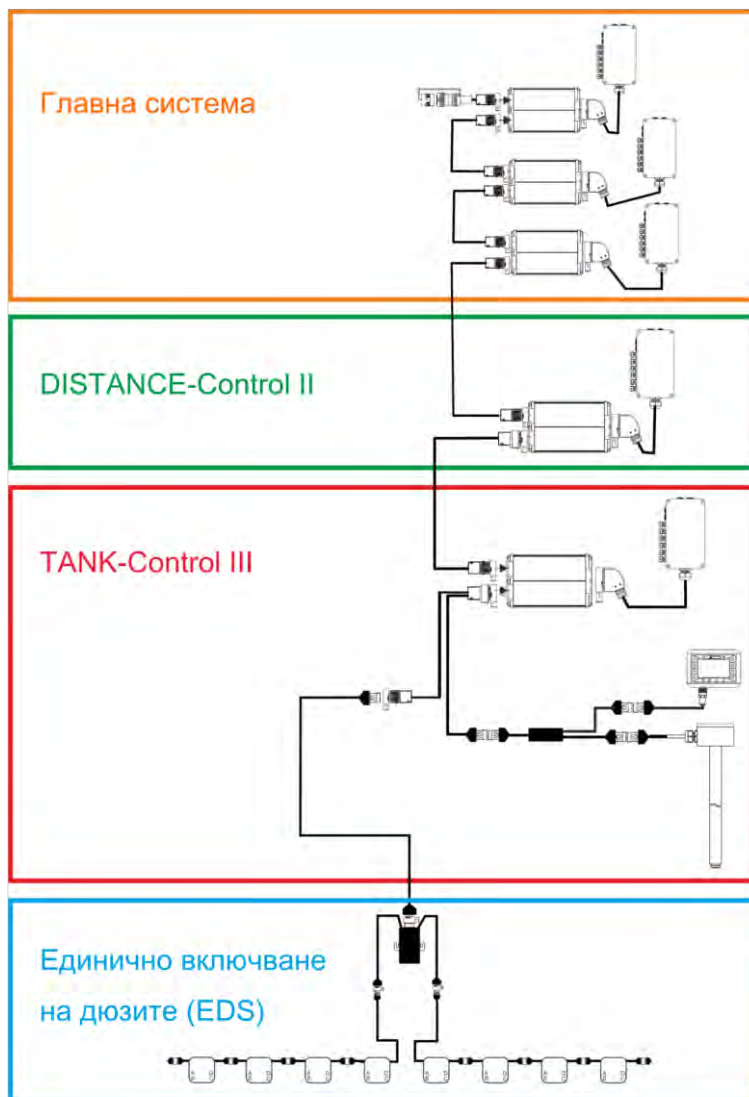 Главна система
DISTANCE-Control II
TANK-Control III
Единично включване
на дюзите (EDS)